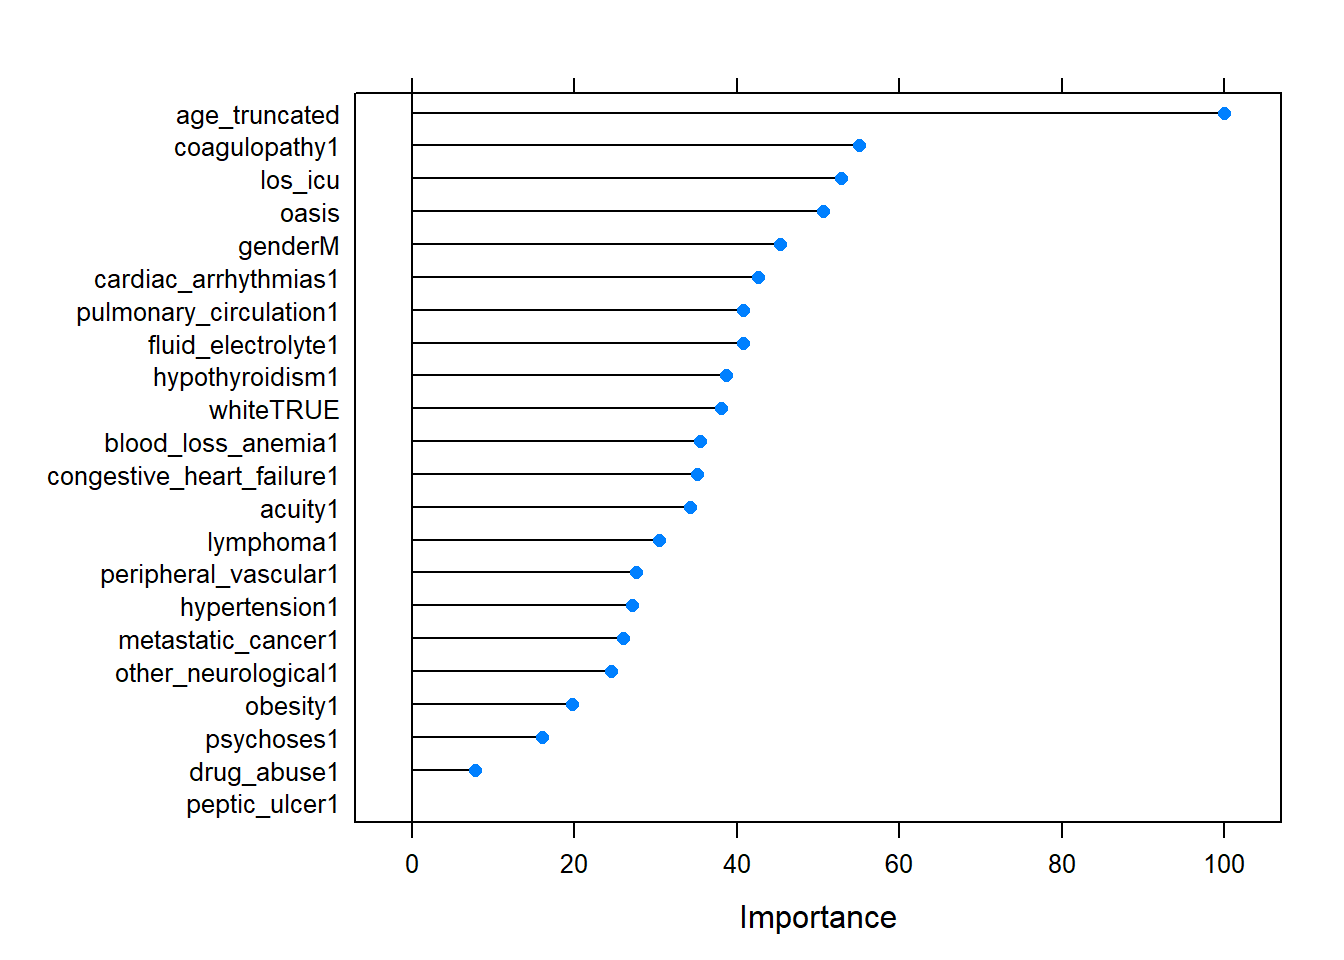 age_truncated
coagulopathy1
los_icu
oasis
genderM
cardiac_arrhythmias1
pulmonary_circulation1
fluid_electrolyte1
hypothyroidism1
whiteTRUE
blood_loss_anemia1
congestive_heart_failure1
acuity1
lymphoma1
peripheral_vascular1
hypertension1
metastatic_cancer1
other_neurological1
obesity1
psychoses1
drug_abuse1
peptic_ulcer1
0 20 40 60 80 100
Importance